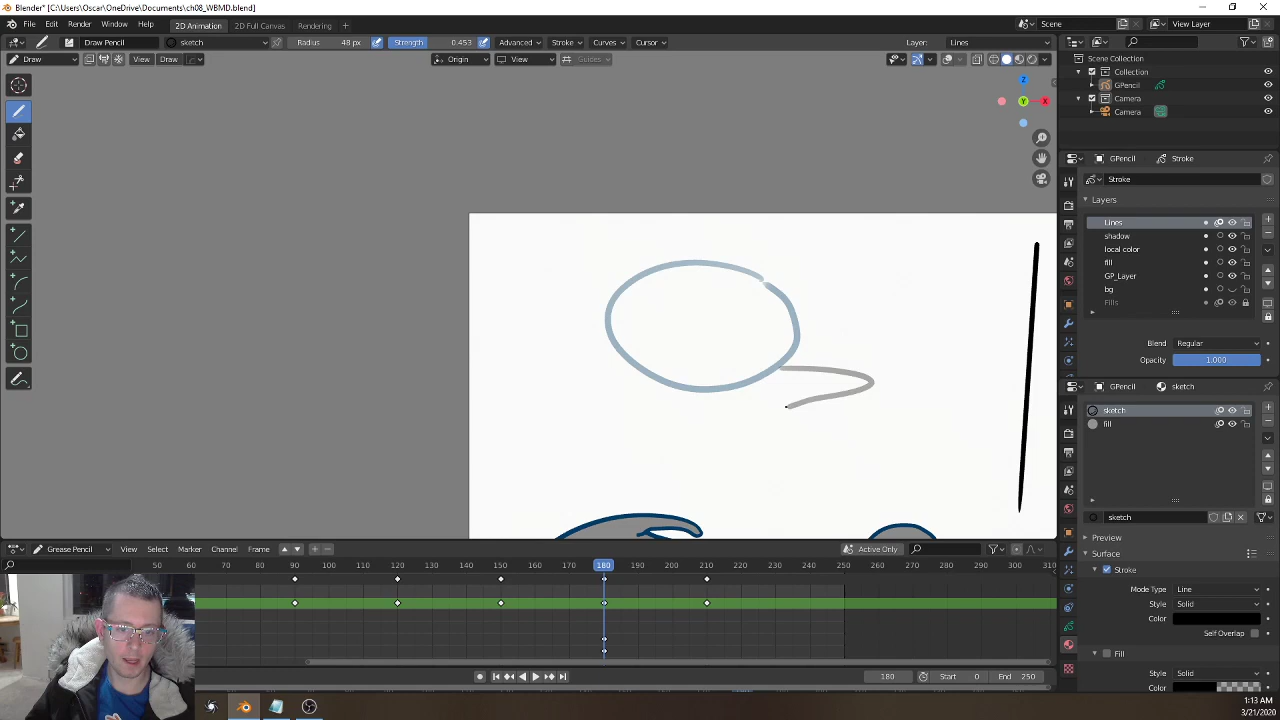 Blender* [C:\Users\Oscar\OneDrive\Documents\ch08_WBMD.blend]
File Edit Render Window Help 2D Animation 2D Full Canvas Rendering Scene View Layer
Draw Pencil sketch Radius 48 px Strength 0.453 Advanced Stroke Curves Cursor Layer: Lines
Draw View Draw Origin View Guides
Scene Collection
Collection
GPencil
Camera
Camera
Z
Y X
GPencil Stroke
Stroke
Layers
Lines
shadow
local color
fill
GP_Layer
bg
Fills
Blend Regular
Opacity 1.000
GPencil sketch
sketch
fill
sketch
Preview
Surface
Stroke
Mode Type Line
Style Solid
Color
Self Overlap
Fill
Style Solid
Color
Grease Pencil View Select Marker Channel Frame Active Only
50 60 70 80 90 100 110 120 130 140 150 160 170 180 190 200 210 220 230 240 250 260 270 280 290 300 310
180 Start 0 End 250
1:13 AM
3/21/2020